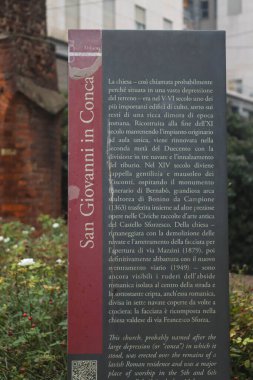 San Giovanni in Conca
La chiesa – così chiamata probabilmente
perché situata in una vasta depressione
del terreno – era nel V-VI secolo uno dei
più importanti edifici di culto, sorto sui
resti di una ricca dimora di epoca
romana. Ricostruita alla fine dell'XI
secolo mantenendo l'impianto originario
ad aula unica, viene rinnovata nella
seconda metà del Duecento con la
divisione in tre navate e l'innalzamento
del tiburio. Nel XIV secolo diviene
cappella gentilizia e mausoleo dei
Visconti, ospitando il monumento
funerario di Bernabò, grandiosa arca
scultorea di Bonino da Campione
(1363) trasferita insieme ad altre preziose
opere nelle Civiche raccolte d'arte antica
del Castello Sforzesco. Della chiesa –
rimaneggiata con la demolizione delle
navate e l'arretramento della facciata per
l'apertura di via Mazzini (1879), poi
definitivamente abbattuta con il nuovo
sventramento viario (1949) – sono
ancora visibili i ruderi dell'abside
romanica isolata al centro della strada e
la sottostante cripta, anch'essa romanica,
divisa in sette navate coperte da volte a
crociera; la facciata è ricomposta nella
chiesa valdese di via Francesco Sforza.
This church, probably named after the
large depression (or "conca") in which it
stood, was erected over the remains of a
lavish Roman residence and was a major
place of worship in the 5th and 6th